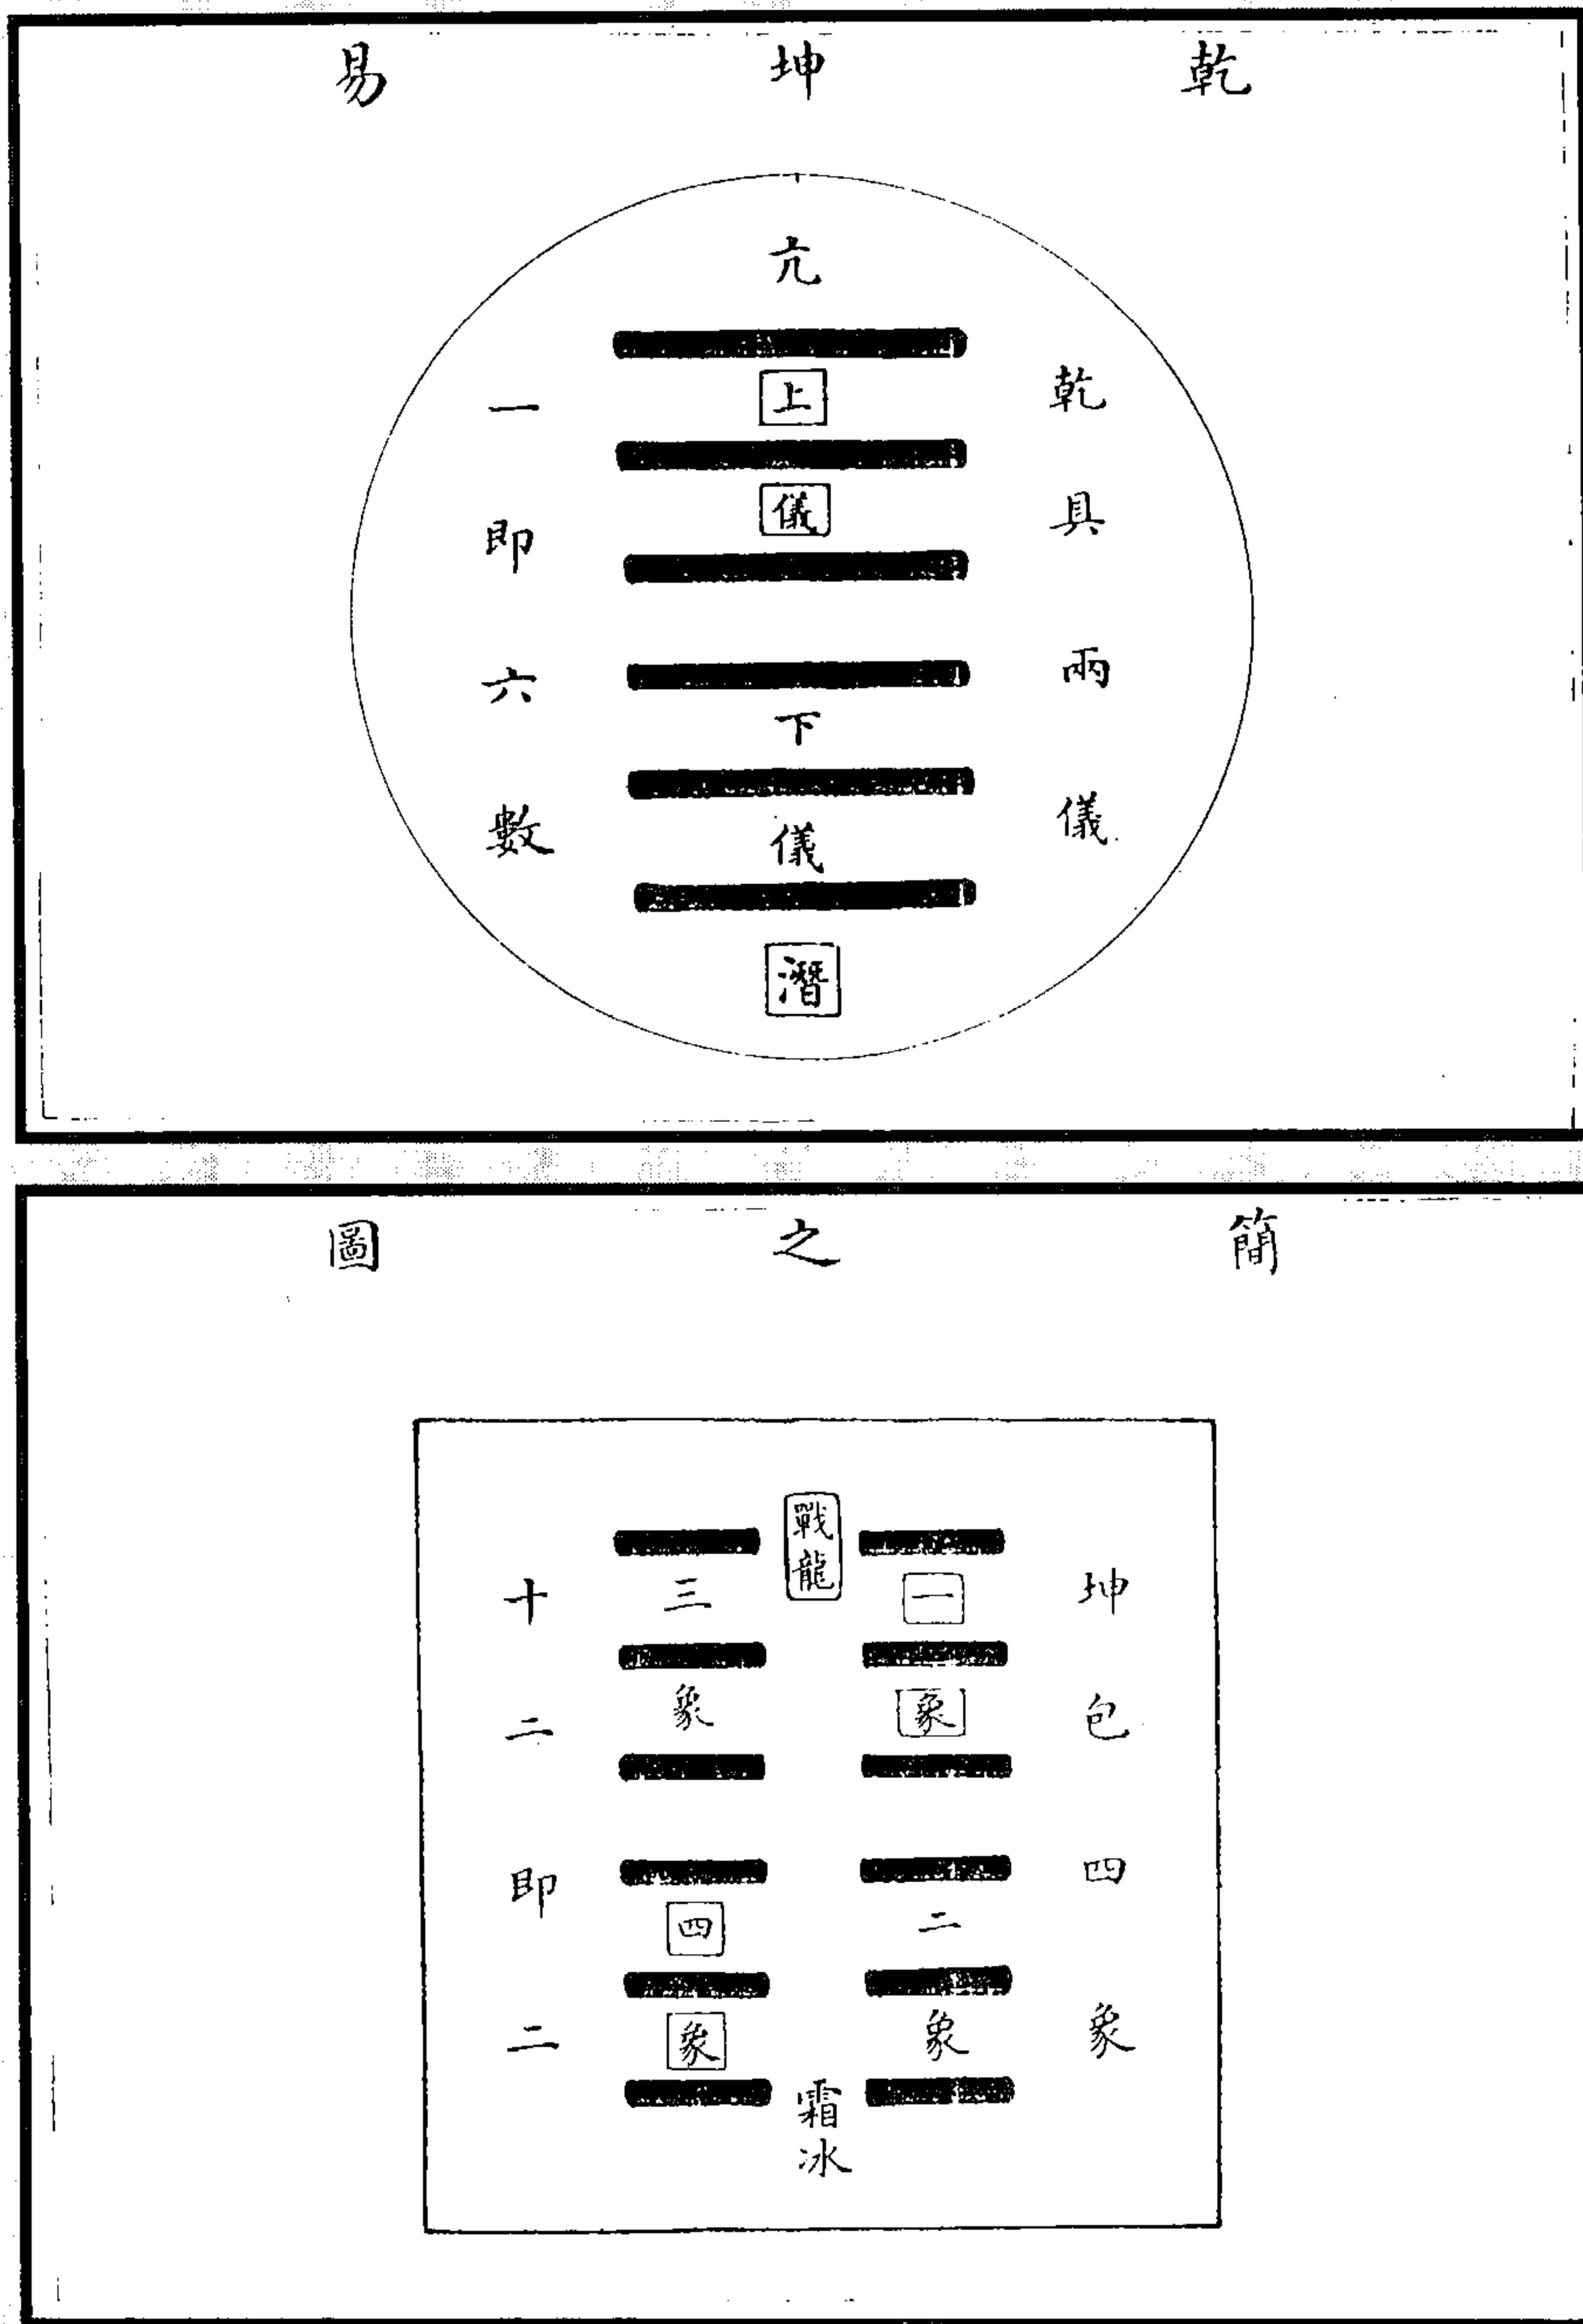 乾坤易
亢
乾具兩儀
上儀
下儀
一即六數
潛
簡之圖
戰龍
坤包四象
一象
二象
三象
四象
十二即二
霜冰